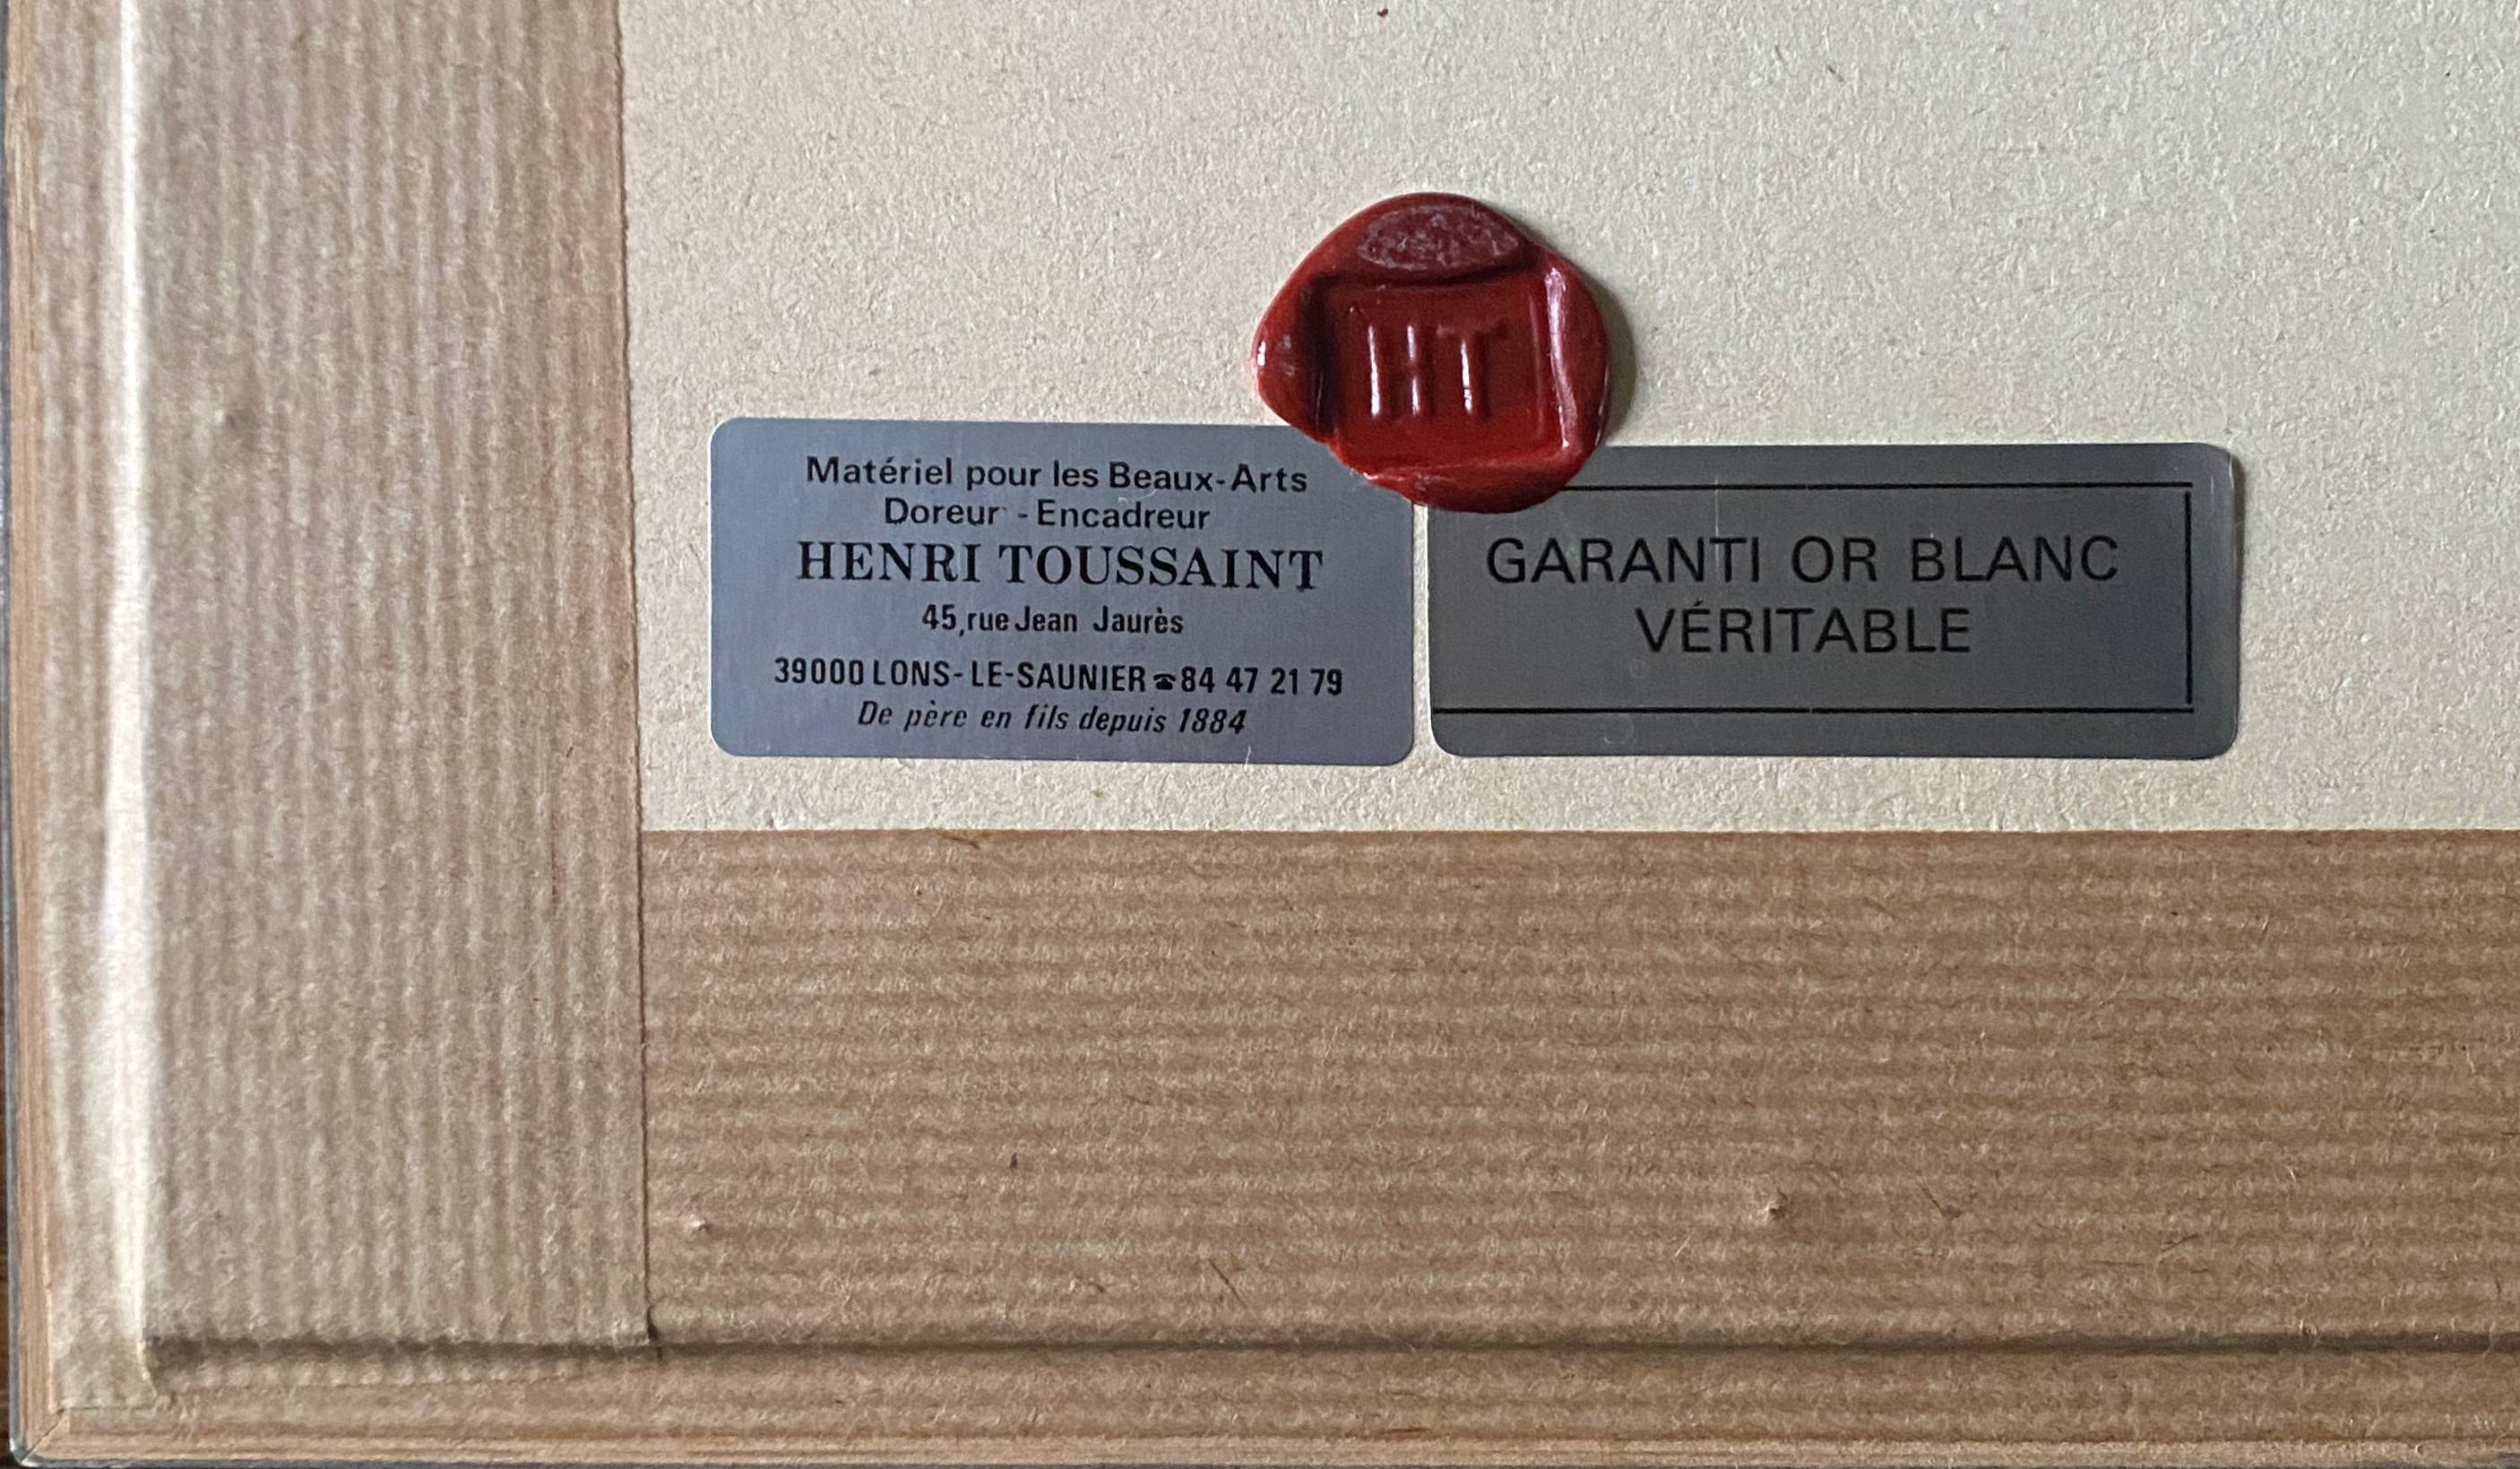 HT
Matériel pour les Beaux-Arts
Doreur - Encadreur
HENRI TOUSSAINT
45,rue Jean Jaurès
39000 LONS-LE-SAUNIER ☎ 84 47 21 79
De père en fils depuis 1884
GARANTI OR BLANC
VÉRITABLE